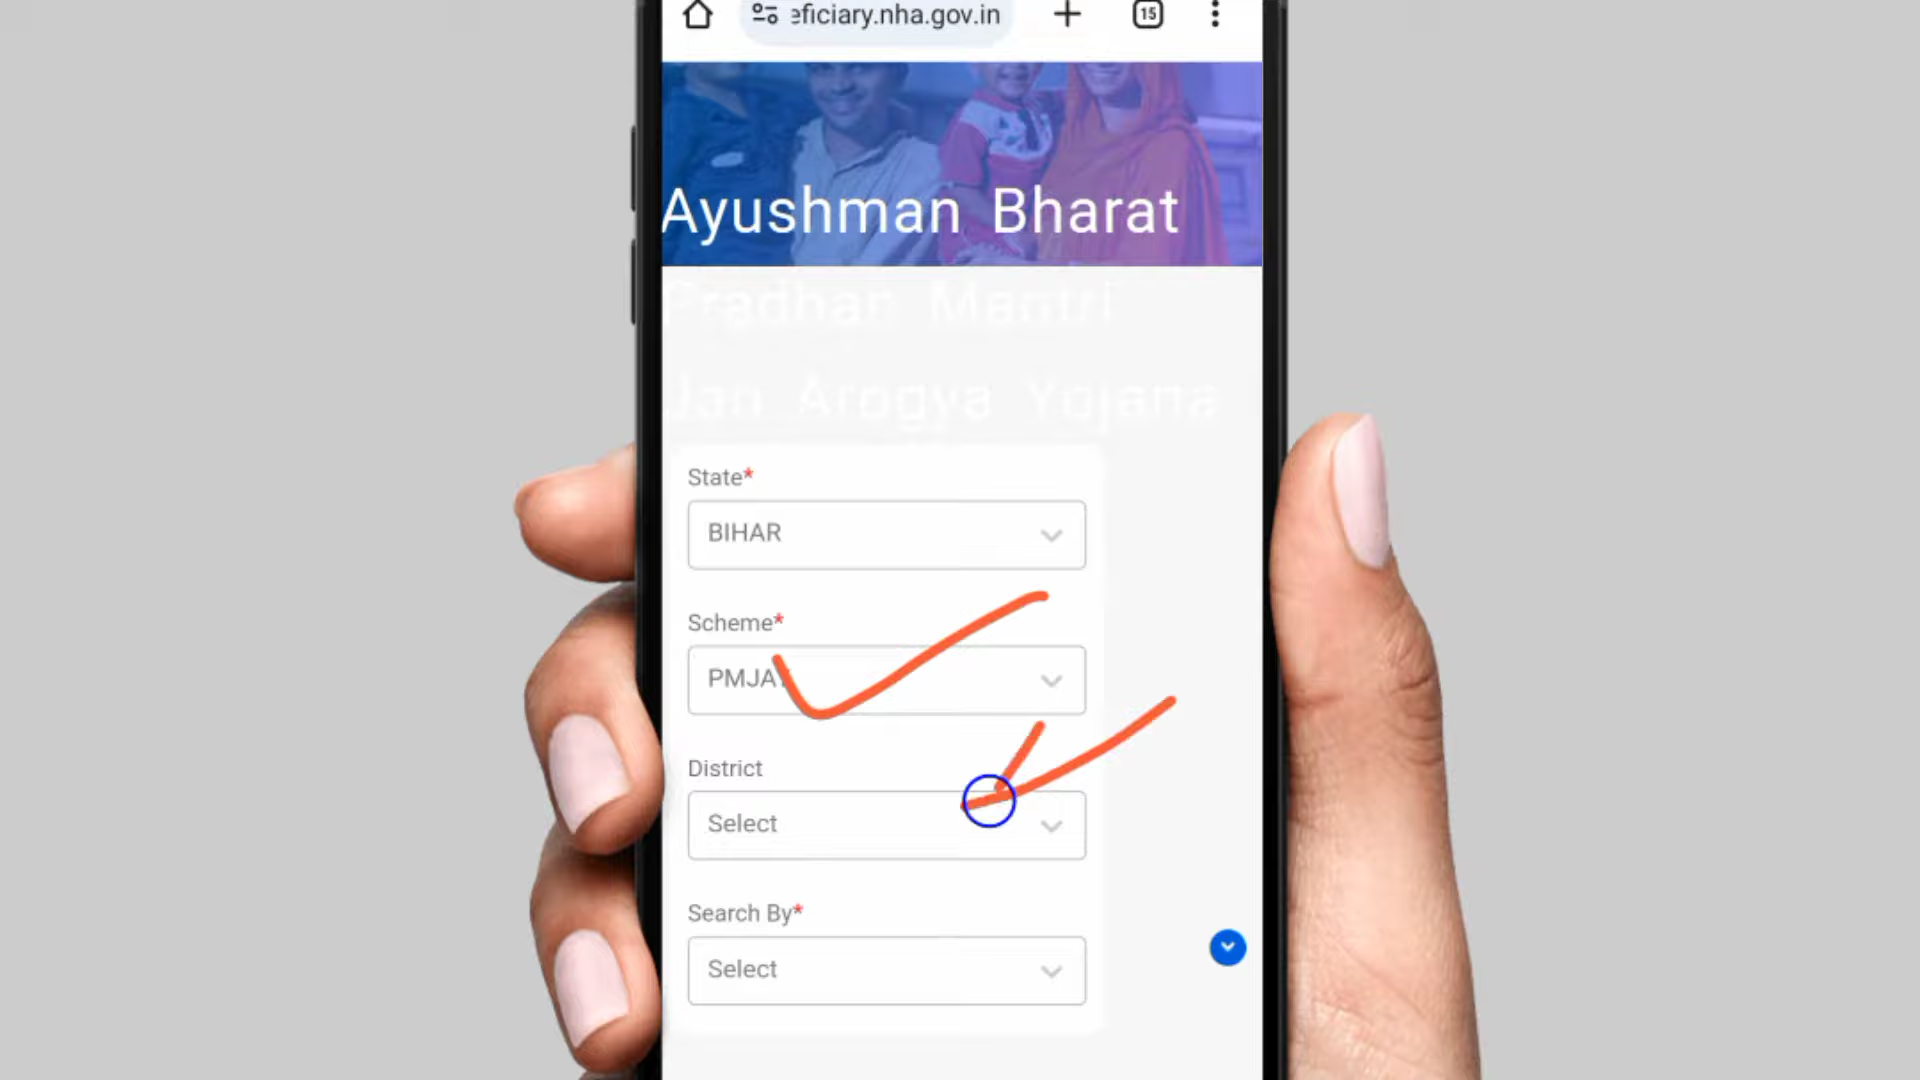 eficiary.nha.gov.in
15
Ayushman Bharat
Pradhan Mantri
Jan Arogya Yojana
State*
BIHAR
Scheme*
PMJAY
District
Select
Search By*
Select